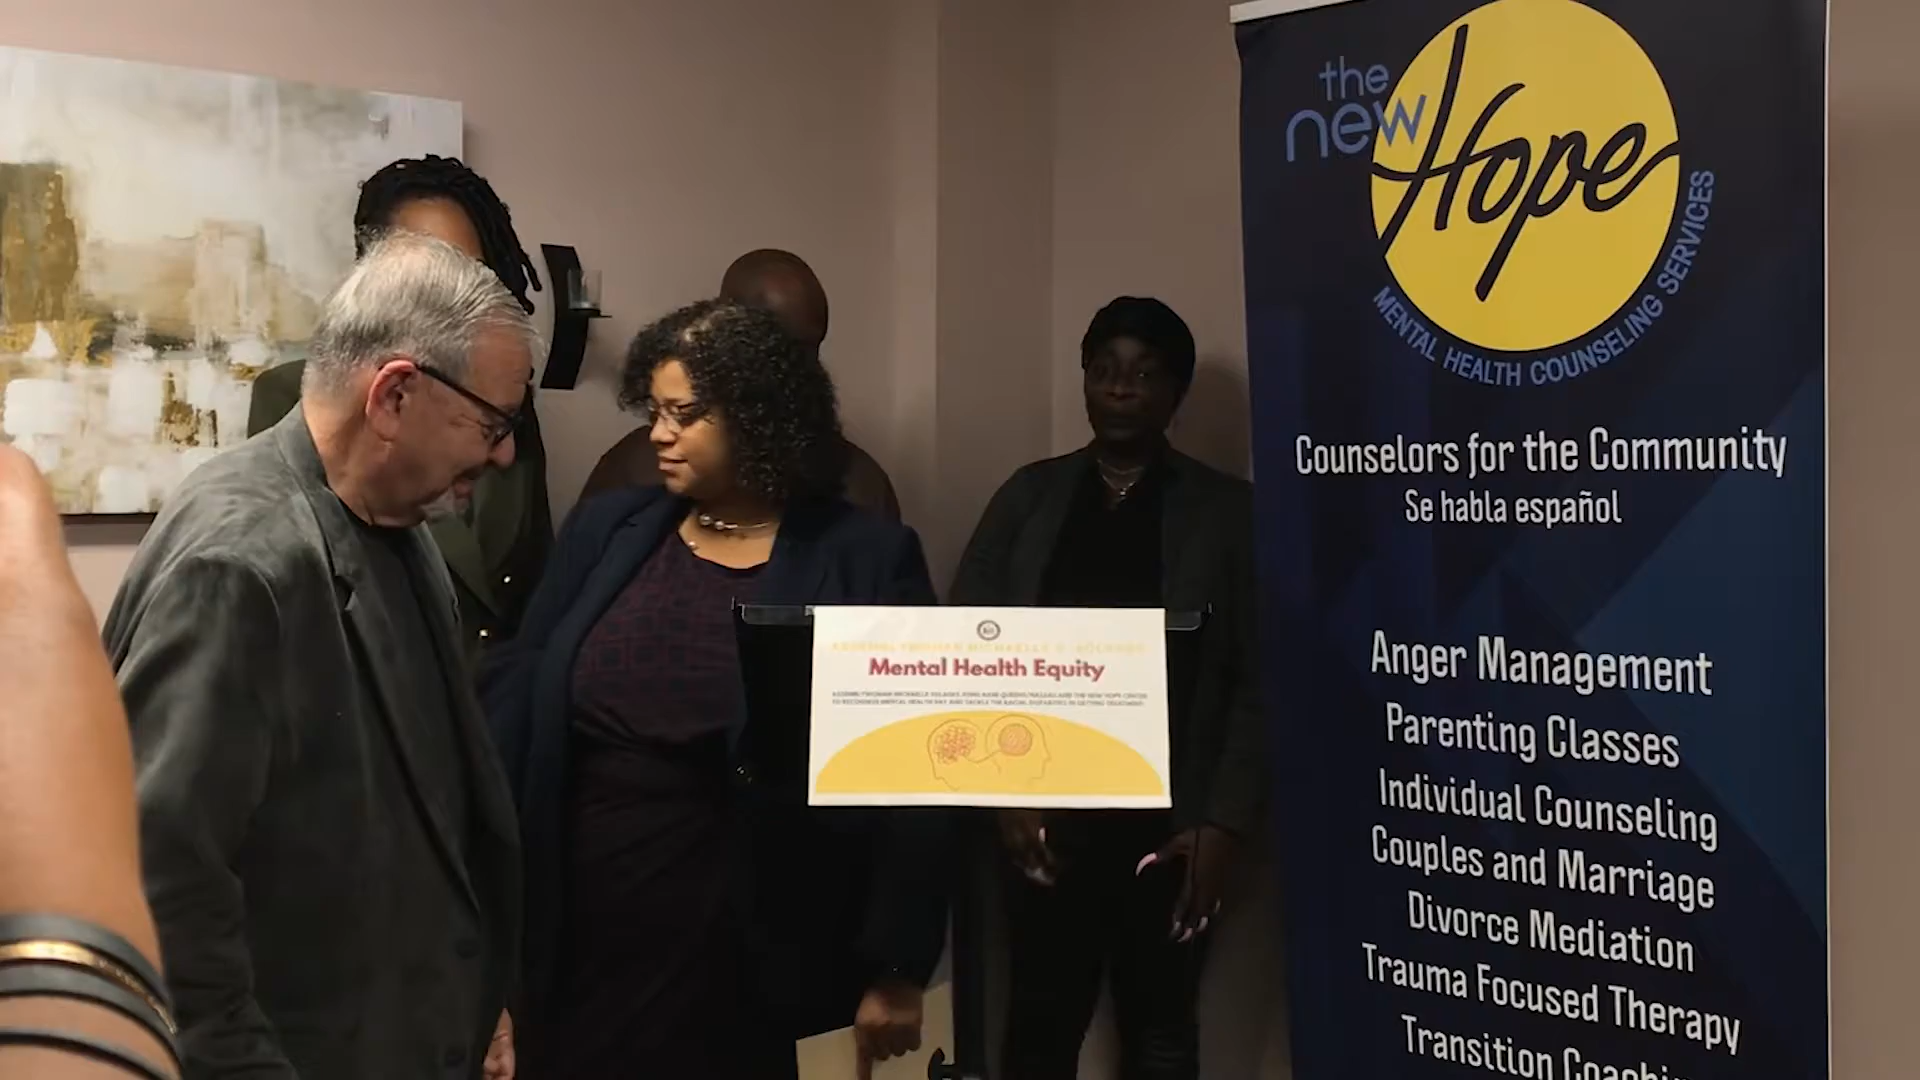 the
new
Hope
MENTAL HEALTH COUNSELING SERVICES
Counselors for the Community
Se habla español
Anger Management
Parenting Classes
Individual Counseling
Couples and Marriage
Divorce Mediation
Trauma Focused Therapy
Transition
Mental Health Equity